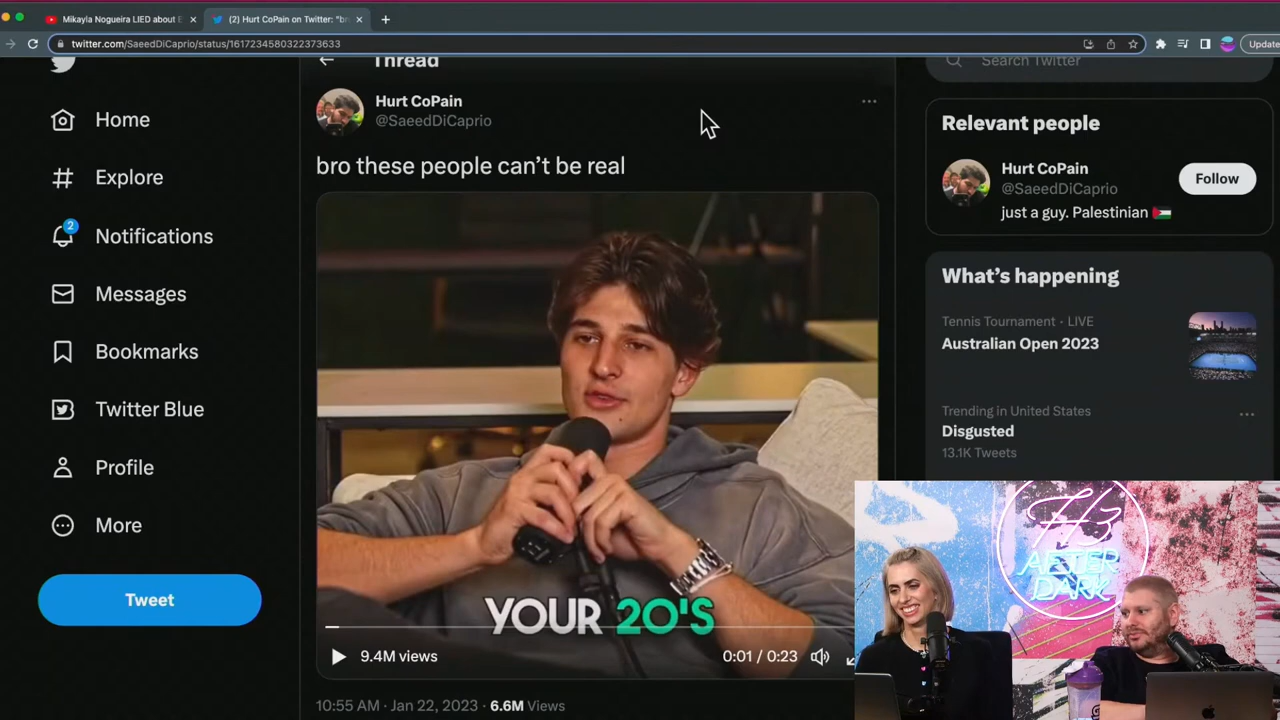 Mikayla Nogueira LIED about E
(2) Hurt CoPain on Twitter: "br
twitter.com/SaeedDiCaprio/status/1617234580322373633
Update
Thread
Search Twitter
Hurt CoPain
@SaeedDiCaprio
bro these people can't be real
Home
Explore
2
Notifications
Messages
Bookmarks
Twitter Blue
Profile
More
Tweet
YOUR 20'S
9.4M views
0:01 / 0:23
10:55 AM · Jan 22, 2023 · 6.6M Views
Relevant people
Hurt CoPain
@SaeedDiCaprio
Follow
just a guy. Palestinian 🇵🇸
What's happening
Tennis Tournament · LIVE
Australian Open 2023
Trending in United States
Disgusted
13.1K Tweets
H3
AFTER
DARK